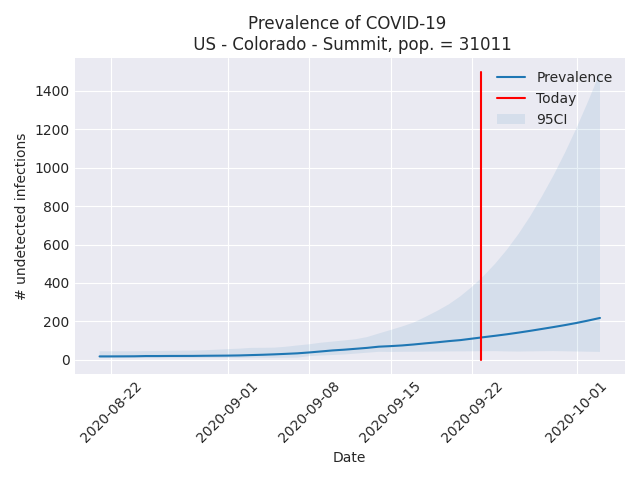 Prevalence of COVID-19
US - Colorado - Summit, pop. = 31011
Prevalence
Today
95CI
1400
1200
1000
800
600
400
200
0
# undetected infections
2020-08-22
2020-09-01
2020-09-08
2020-09-15
2020-09-22
2020-10-01
Date